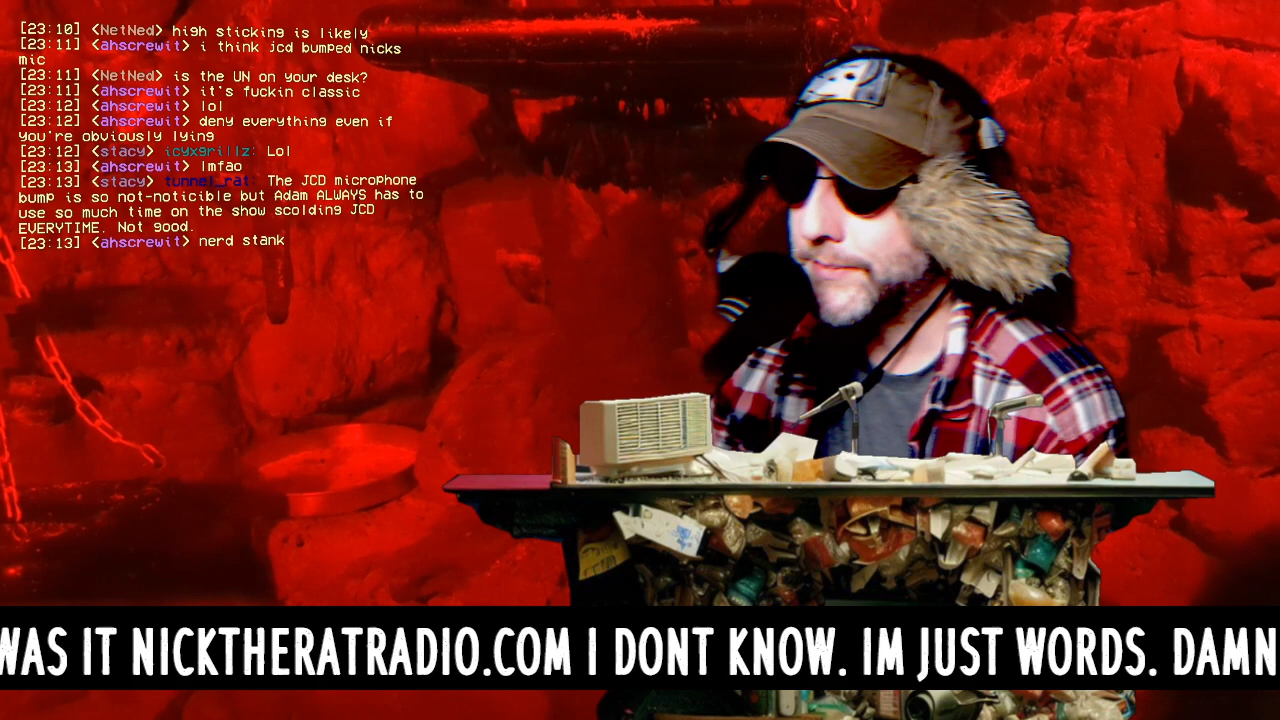 [23:10] <NetNed> high sticking is likely
[23:11] <ahscrewit> i think jcd bumped nicks
mic
[23:11] <NetNed> is the UN on your desk?
[23:11] <ahscrewit> it's fuckin classic
[23:12] <ahscrewit> lol
[23:12] <ahscrewit> deny everything even if
you're obviously lying
[23:12] <stacy> icyxgrillz: Lol
[23:13] <ahscrewit> lmfao
[23:13] <stacy> tunnel_rat: The JCD microphone
bump is so not-noticible but Adam ALWAYS has to
use so much time on the show scolding JCD
EVERYTIME. Not good.
[23:13] <ahscrewit> nerd stank
WAS IT NICKTHERATRADIO.COM I DONT KNOW. IM JUST WORDS. DAMN